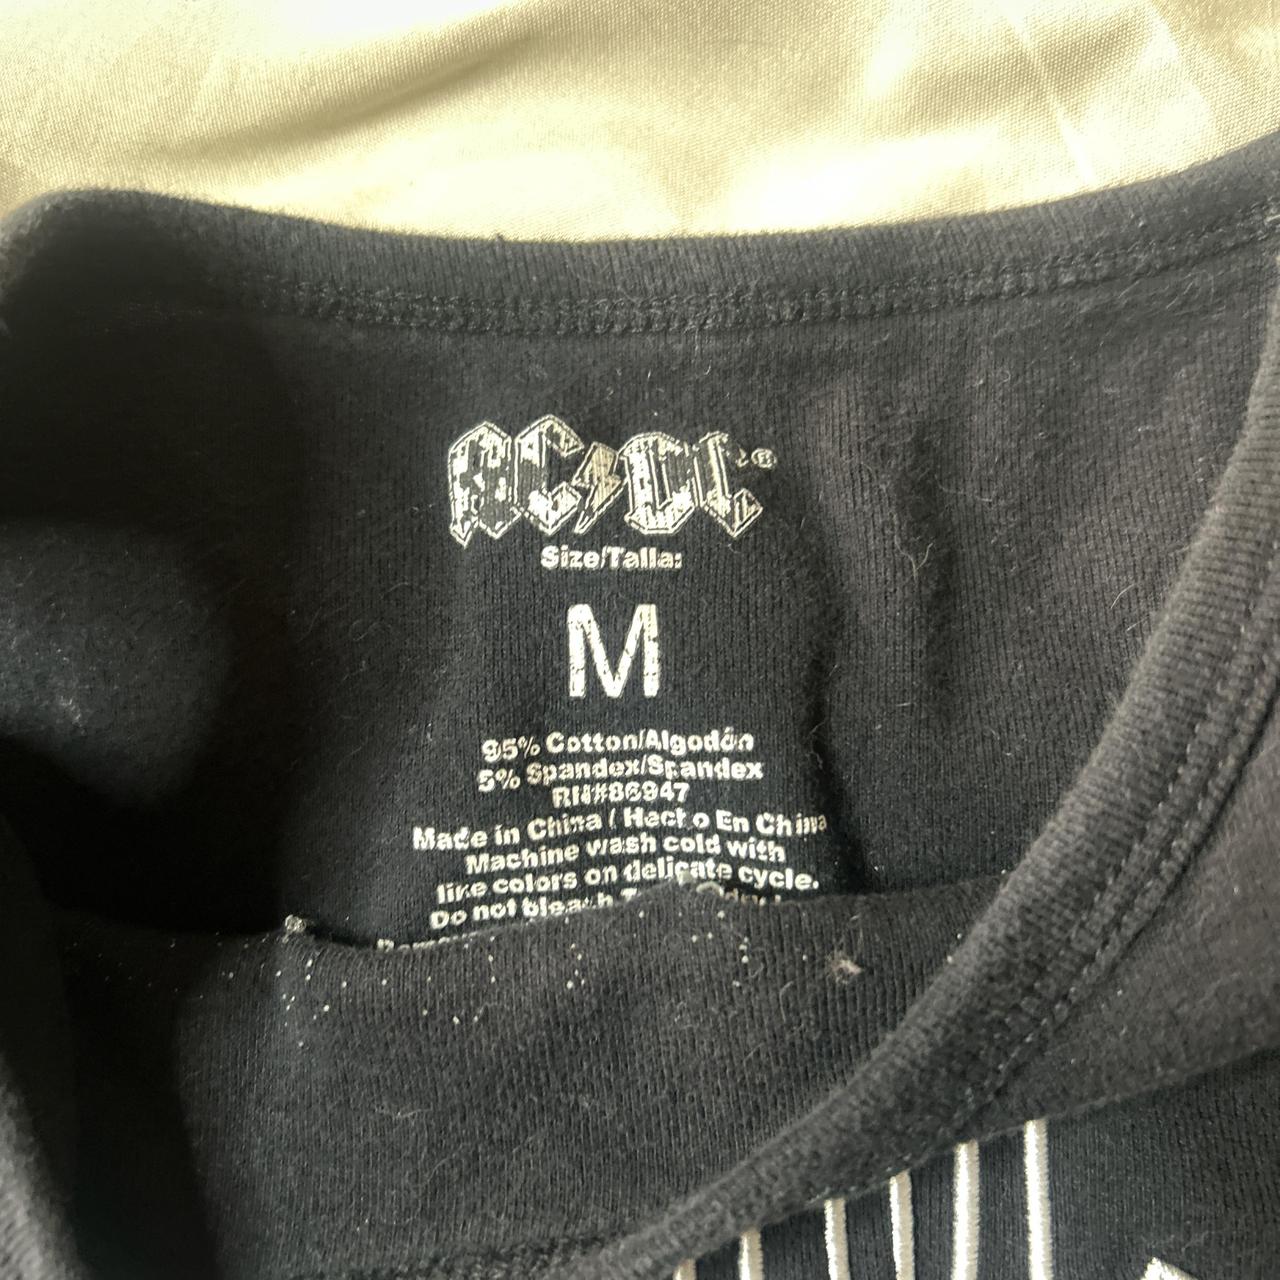 AC⚡DC®
Size/Talla:
M
95% Cotton/Algodón
5% Spandex/Spandex
RN#86947
Made in China / Hecho En China
Machine wash cold with
like colors on delicate cycle.
Do not bleach